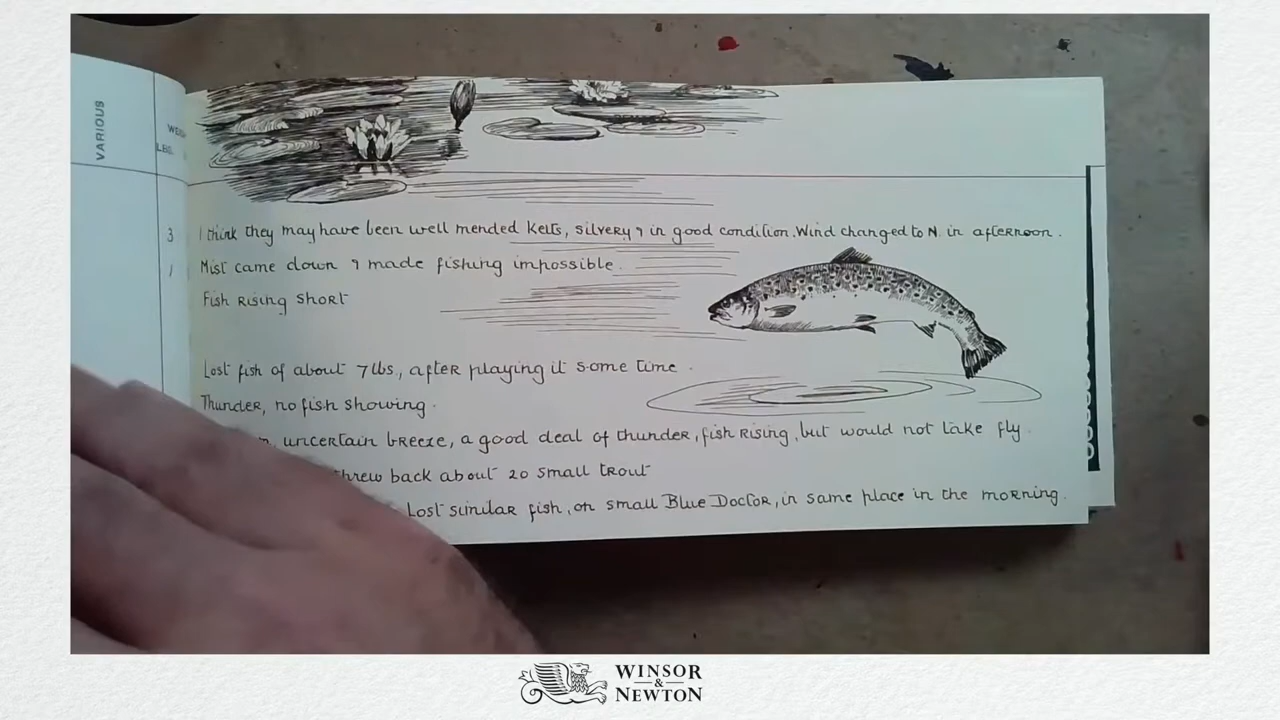 VARIOUS
LBS.
3 I think they may have been well mended Kelts, silvery & in good condition. Wind changed to N. in afternoon.
1 Mist came down & made fishing impossible.
Fish Rising short
Lost fish of about 7 lbs, after playing it some time.
Thunder, no fish showing.
uncertain breeze, a good deal of thunder, fish rising, but would not take fly.
threw back about 20 small trout
Lost similar fish, on small Blue Doctor, in same place in the morning.
WINSOR
&
NEWTON